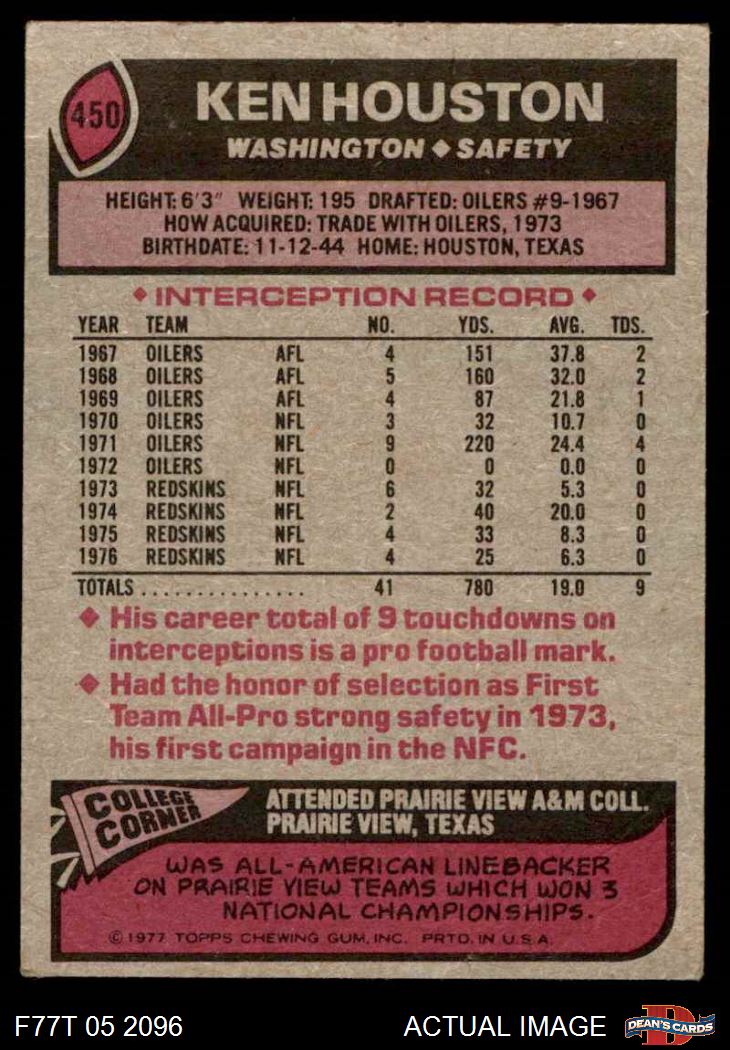 450
KEN HOUSTON
WASHINGTON ◆ SAFETY
HEIGHT: 6'3" WEIGHT: 195 DRAFTED: OILERS #9-1967
HOW ACQUIRED: TRADE WITH OILERS, 1973
BIRTHDATE: 11-12-44 HOME: HOUSTON, TEXAS
◆ INTERCEPTION RECORD ◆
YEAR TEAM NO. YDS. AVG. TDS.
1967 OILERS AFL 4 151 37.8 2
1968 OILERS AFL 5 160 32.0 2
1969 OILERS AFL 4 87 21.8 1
1970 OILERS NFL 3 32 10.7 0
1971 OILERS NFL 9 220 24.4 4
1972 OILERS NFL 0 0 0.0 0
1973 REDSKINS NFL 6 32 5.3 0
1974 REDSKINS NFL 2 40 20.0 0
1975 REDSKINS NFL 4 33 8.3 0
1976 REDSKINS NFL 4 25 6.3 0
TOTALS ............... 41 780 19.0 9
◆ His career total of 9 touchdowns on
interceptions is a pro football mark.
◆ Had the honor of selection as First
Team All-Pro strong safety in 1973,
his first campaign in the NFC.
COLLEGE
CORNER
ATTENDED PRAIRIE VIEW A&M COLL.
PRAIRIE VIEW, TEXAS
WAS ALL-AMERICAN LINEBACKER
ON PRAIRIE VIEW TEAMS WHICH WON 3
NATIONAL CHAMPIONSHIPS.
© 1977 TOPPS CHEWING GUM, INC. PRTD. IN U.S.A.
F77T 05 2096
ACTUAL IMAGE
D
DEAN'S CARDS